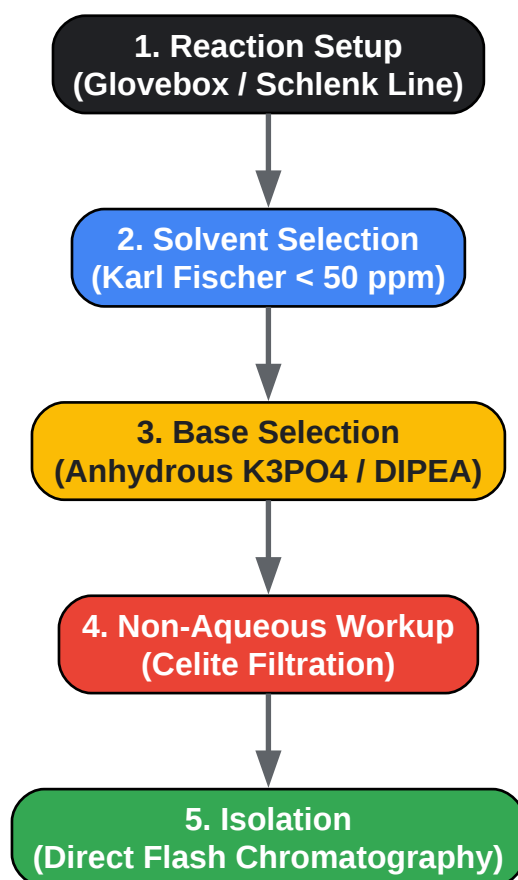 1. Reaction Setup
(Glovebox / Schlenk Line)
2. Solvent Selection
(Karl Fischer < 50 ppm)
3. Base Selection
(Anhydrous K3PO4 / DIPEA)
4. Non-Aqueous Workup
(Celite Filtration)
5. Isolation
(Direct Flash Chromatography)